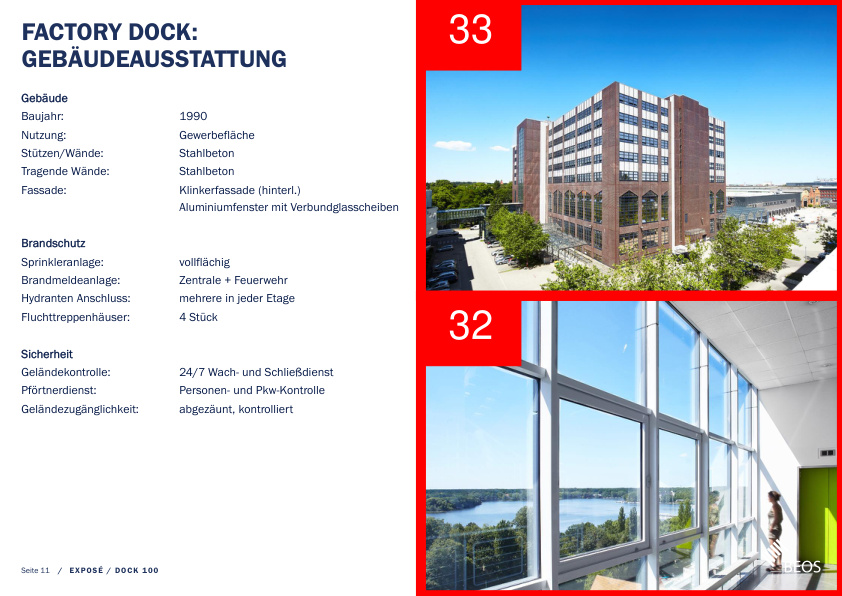 FACTORY DOCK:
GEBÄUDEAUSSTATTUNG
Gebäude
Baujahr: 1990
Nutzung: Gewerbefläche
Stützen/Wände: Stahlbeton
Tragende Wände: Stahlbeton
Fassade: Klinkerfassade (hinterl.)
Aluminiumfenster mit Verbundglasscheiben
Brandschutz
Sprinkleranlage: vollflächig
Brandmeldeanlage: Zentrale + Feuerwehr
Hydranten Anschluss: mehrere in jeder Etage
Fluchttreppenhäuser: 4 Stück
Sicherheit
Geländekontrolle: 24/7 Wach- und Schließdienst
Pförtnerdienst: Personen- und Pkw-Kontrolle
Geländezugänglichkeit: abgezäunt, kontrolliert
Seite 11 / EXPOSÉ / DOCK 100
33
32
BEOS